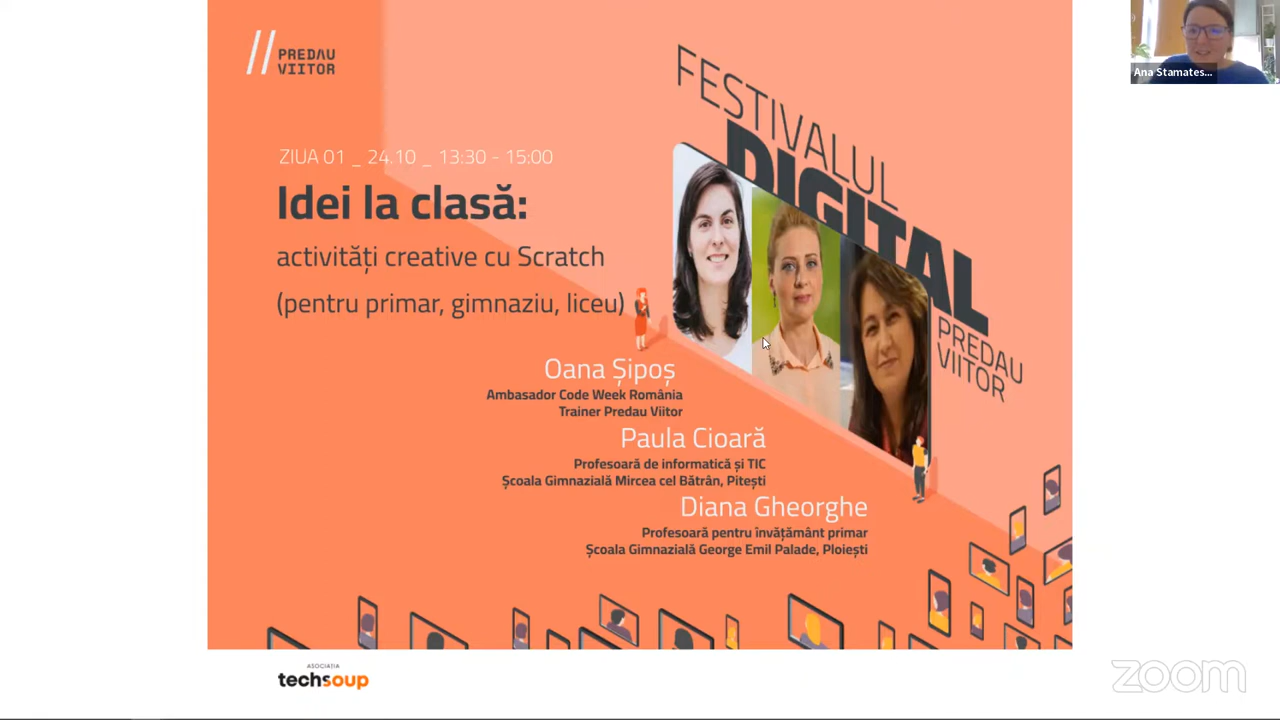 PREDAU
VIITOR
FESTIVALUL
DIGITAL
PREDAU
VIITOR
ZIUA 01 _ 24.10 _ 13:30 - 15:00
Idei la clasă:
activități creative cu Scratch
(pentru primar, gimnaziu, liceu)
Oana Șipoș
Ambasador Code Week România
Trainer Predau Viitor
Paula Cioară
Profesoară de informatică și TIC
Școala Gimnazială Mircea cel Bătrân, Pitești
Diana Gheorghe
Profesoară pentru învățământ primar
Școala Gimnazială George Emil Palade, Ploiești
ASOCIAȚIA
techsoup
Ana Stamates...
zoom